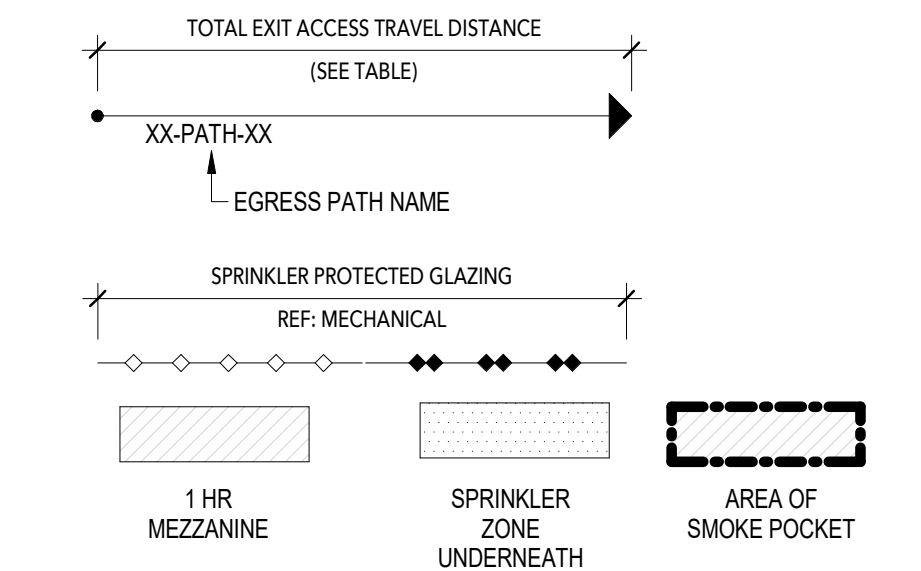 TOTAL EXIT ACCESS TRAVEL DISTANCE
(SEE TABLE)
XX-PATH-XX
EGRESS PATH NAME
SPRINKLER PROTECTED GLAZING
REF: MECHANICAL
1 HR
MEZZANINE
SPRINKLER
ZONE
UNDERNEATH
AREA OF
SMOKE POCKET